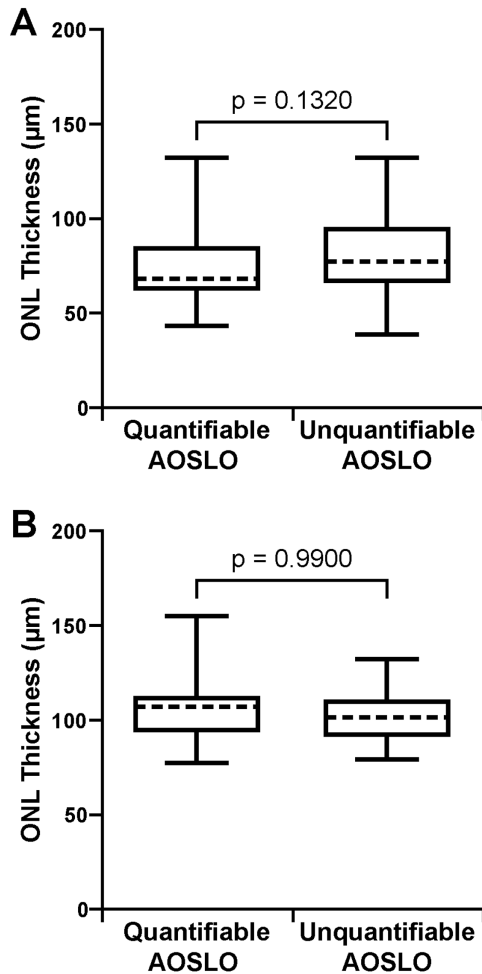 A
200
150
100
50
0
ONL Thickness (μm)
p = 0.1320
Quantifiable
AOSLO
Unquantifiable
AOSLO
B
200
150
100
50
0
ONL Thickness (μm)
p = 0.9900
Quantifiable
AOSLO
Unquantifiable
AOSLO